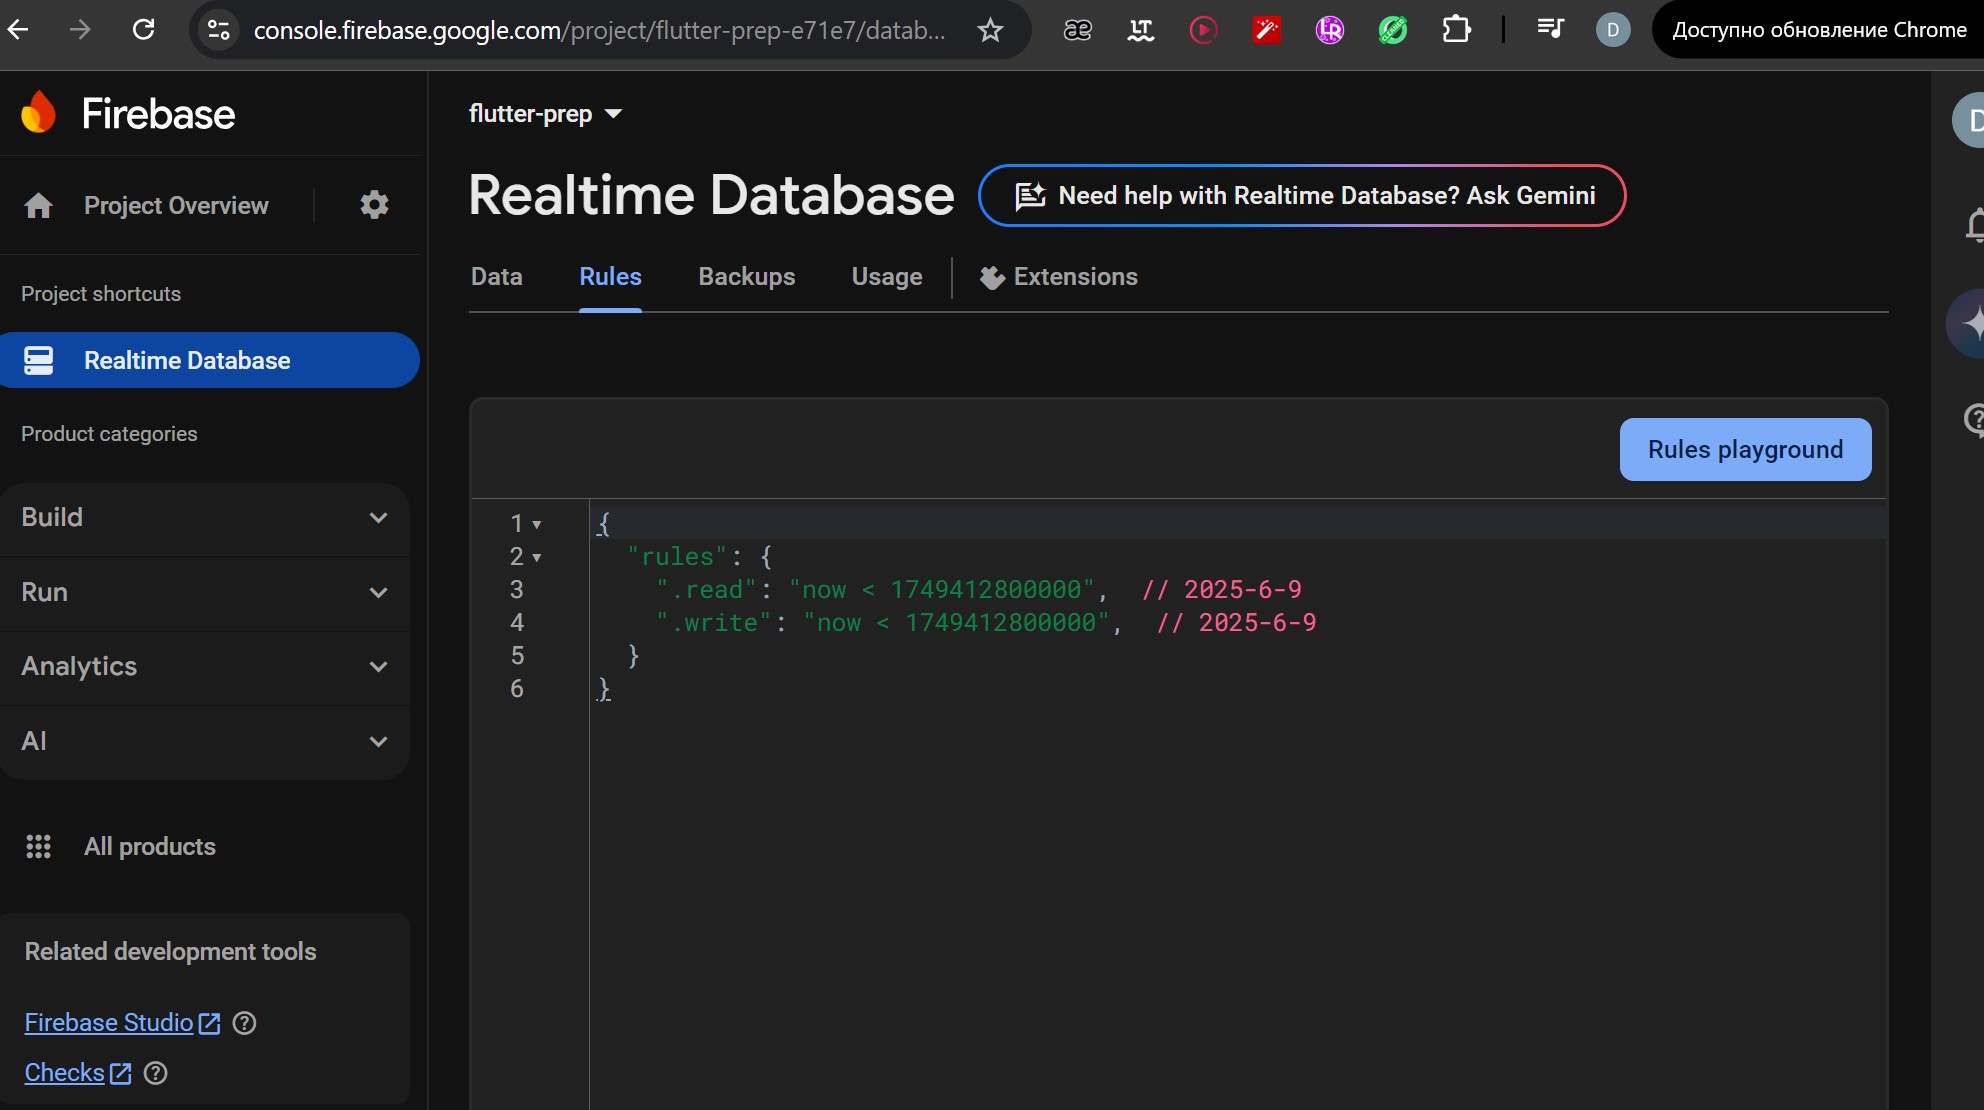 console.firebase.google.com/project/flutter-prep-e71e7/datab...
D
Доступно обновление Chrome
Firebase
flutter-prep
Project Overview
Realtime Database
Need help with Realtime Database? Ask Gemini
Data
Rules
Backups
Usage
Extensions
Project shortcuts
Realtime Database
Product categories
Build
Run
Analytics
AI
All products
Related development tools
Firebase Studio
Checks
Rules playground
1 {
2 "rules": {
3 ".read": "now < 1749412800000", // 2025-6-9
4 ".write": "now < 1749412800000", // 2025-6-9
5 }
6 }